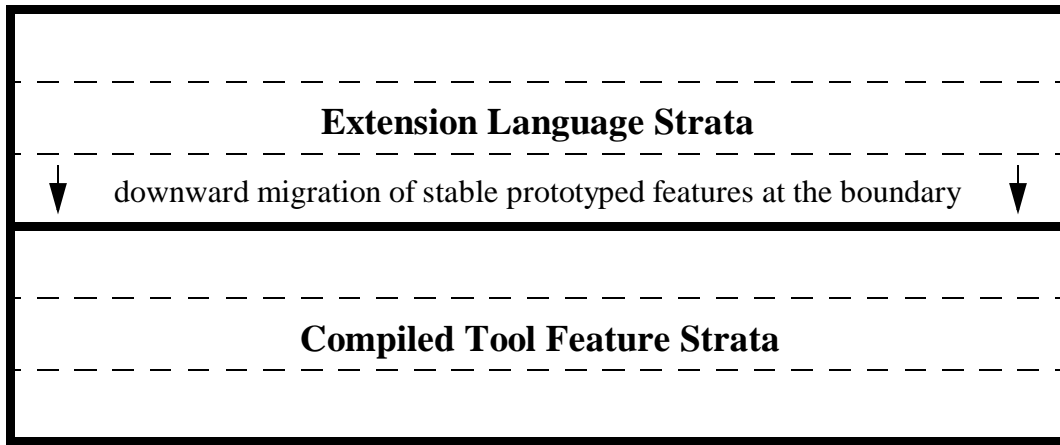 Extension Language Strata
downward migration of stable prototyped features at the boundary
Compiled Tool Feature Strata